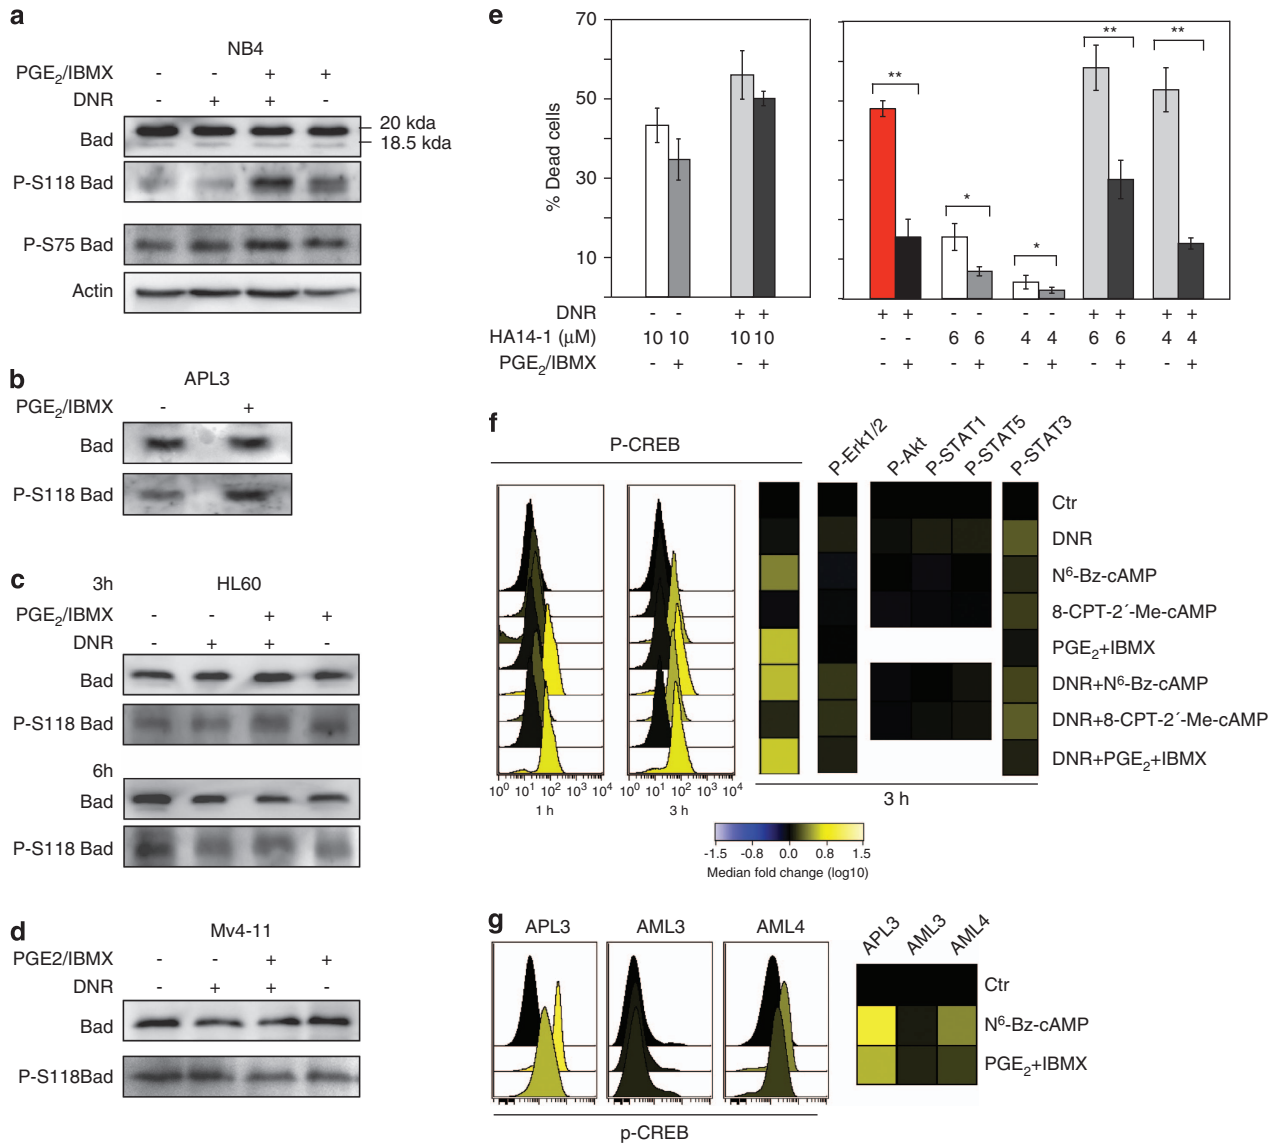 a
NB4
PGE2/IBMX - - + +
DNR - + + -
Bad
20 kda
18.5 kda
P-S118 Bad
P-S75 Bad
Actin
b
APL3
PGE2/IBMX - +
Bad
P-S118 Bad
c
3h HL60
PGE2/IBMX - - + +
DNR - + + -
Bad
P-S118 Bad
6h
Bad
P-S118 Bad
d
Mv4-11
PGE2/IBMX - - + +
DNR - + + -
Bad
P-S118Bad
e
% Dead cells
70
50
30
10
** * * ** **
DNR - - + + + + - - - - + + + +
HA14-1 (µM) 10 10 10 10 - - 6 6 4 4 6 6 4 4
PGE2/IBMX - + - + - + - + - + - + - +
f
P-CREB
P-Erk1/2
P-Akt
P-STAT1
P-STAT5
P-STAT3
Ctr
DNR
N6-Bz-cAMP
8-CPT-2´-Me-cAMP
PGE2+IBMX
DNR+N6-Bz-cAMP
DNR+8-CPT-2´-Me-cAMP
DNR+PGE2+IBMX
10^0 10^1 10^2 10^3 10^4
1 h
10^0 10^1 10^2 10^3 10^4
3 h
3 h
-1.5 -0.8 0.0 0.8 1.5
Median fold change (log10)
g
APL3 AML3 AML4
APL3 AML3 AML4
Ctr
N6-Bz-cAMP
PGE2+IBMX
p-CREB